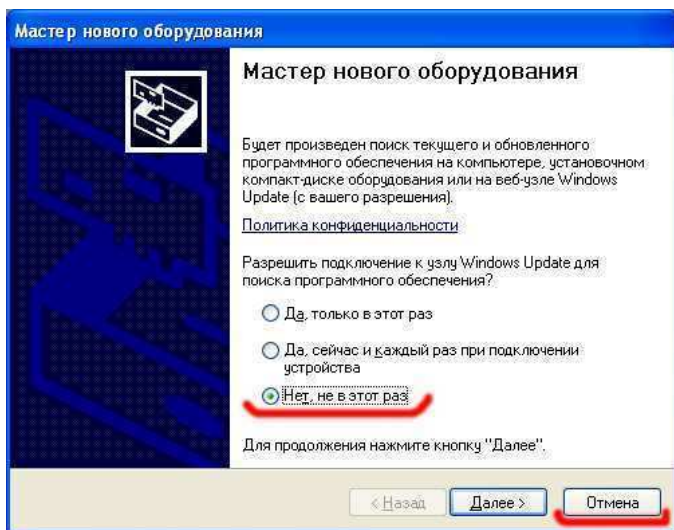 Мастер нового оборудования
Мастер нового оборудования
Будет произведен поиск текущего и обновленного
программного обеспечения на компьютере, установочном
компакт-диске оборудования или на веб-узле Windows
Update (с вашего разрешения).
Политика конфиденциальности
Разрешить подключение к узлу Windows Update для
поиска программного обеспечения?
Да, только в этот раз
Да, сейчас и каждый раз при подключении
устройства
Нет, не в этот раз
Для продолжения нажмите кнопку "Далее".
< Назад Далее > Отмена